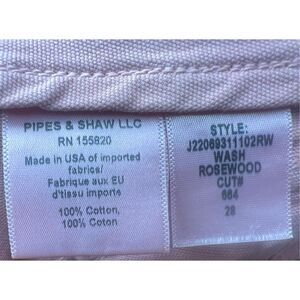 PIPES & SHAW LLC
RN 155820
Made in USA of imported
fabrics/
Fabrique aux EU
d'tissu importe
100% Cotton,
100% Coton
STYLE:
J22069311102RW
WASH
ROSEWOOD
CUT#
664
28